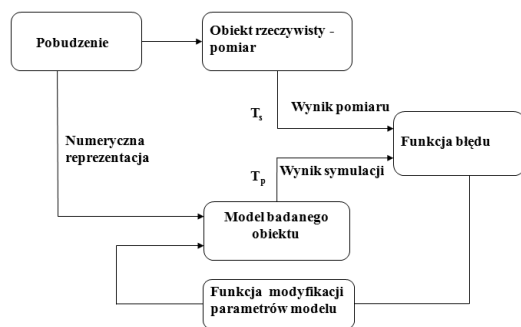 Pobudzenie
Obiekt rzeczywisty -
pomiar
Tₛ
Wynik pomiaru
Numeryczna
reprezentacja
Funkcja błędu
Tₚ
Wynik symulacji
Model badanego
obiektu
Funkcja modyfikacji
parametrów modelu